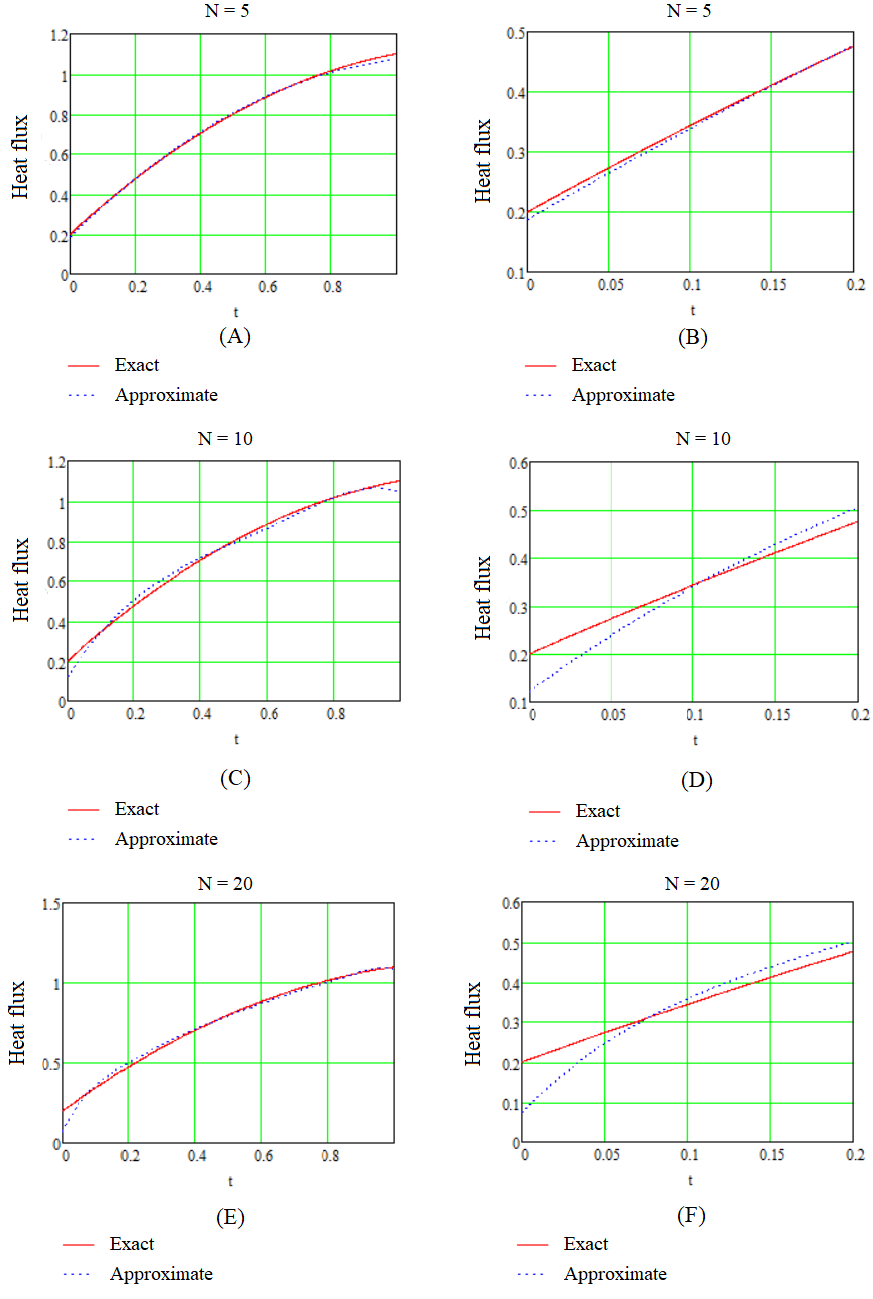 N = 5
1.2
1
0.8
0.6
0.4
0.2
0
Heat flux
0 0.2 0.4 0.6 0.8
t
(A)
Exact
Approximate
N = 5
0.5
0.4
0.3
0.2
0.1
Heat flux
0 0.05 0.1 0.15 0.2
t
(B)
Exact
Approximate
N = 10
1.2
1
0.8
0.6
0.4
0.2
0
Heat flux
0 0.2 0.4 0.6 0.8
t
(C)
Exact
Approximate
N = 10
0.6
0.5
0.4
0.3
0.2
0.1
Heat flux
0 0.05 0.1 0.15 0.2
t
(D)
Exact
Approximate
N = 20
1.5
1
0.5
0
Heat flux
0 0.2 0.4 0.6 0.8
t
(E)
Exact
Approximate
N = 20
0.6
0.5
0.4
0.3
0.2
0.1
0
Heat flux
0 0.05 0.1 0.15 0.2
t
(F)
Exact
Approximate